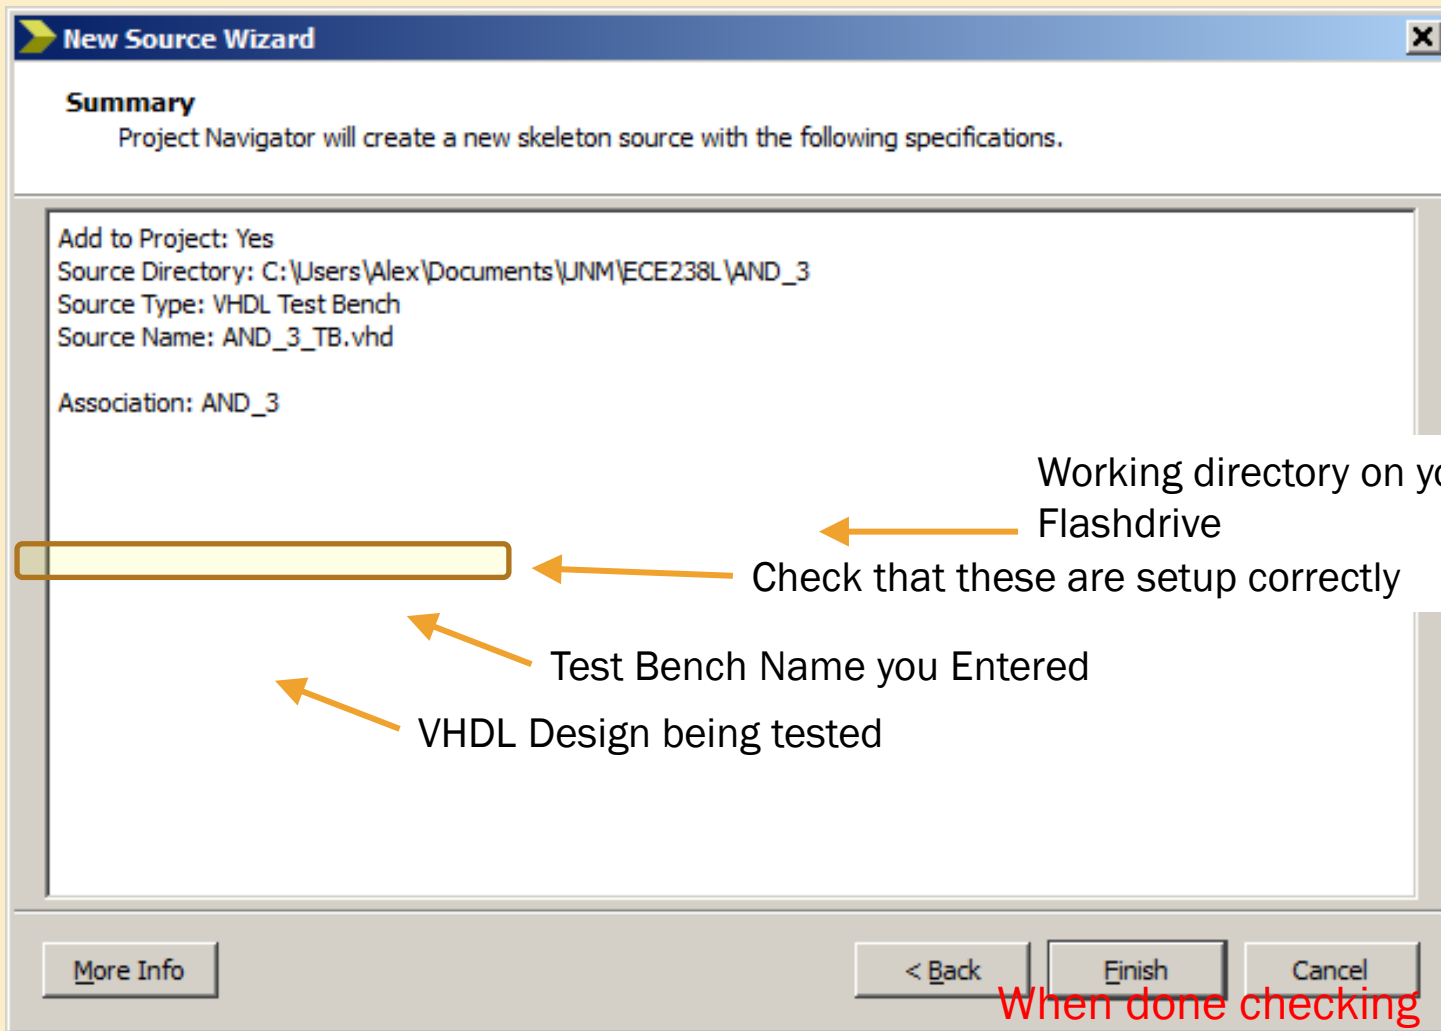 New Source Wizard
Summary
Project Navigator will create a new skeleton source with the following specifications.
Add to Project: Yes
Source Directory: C:\Users\Alex\Documents\UNM\ECE238L\AND_3
Source Type: VHDL Test Bench
Source Name: AND_3_TB.vhd
Association: AND_3
Working directory on
Flashdrive
Check that these are setup correctly
Test Bench Name you Entered
VHDL Design being tested
More Info
< Back
Finish
Cancel
When done checking